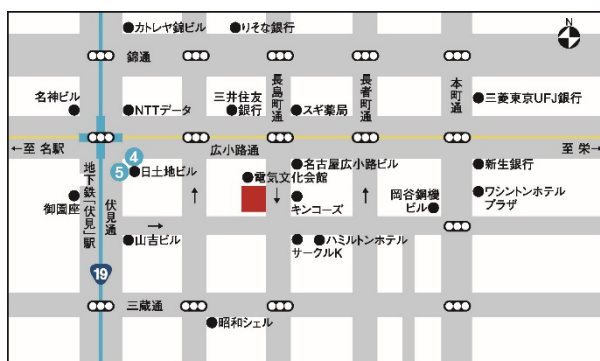 N
カトレヤ錦ビル
りそな銀行
錦通
名神ビル
NTTデータ
三井住友
銀行
長島町通
スギ薬局
長者町通
本町通
三菱東京UFJ銀行
←至 名駅
広小路通
至 栄→
4
5
日土地ビル
電気文化会館
名古屋広小路ビル
新生銀行
地下鉄「伏見」駅
伏見通
御園座
キンコーズ
岡谷鋼機
ビル
ワシントンホテル
プラザ
山吉ビル
サークルK
ハミルトンホテル
19
三蔵通
昭和シェル